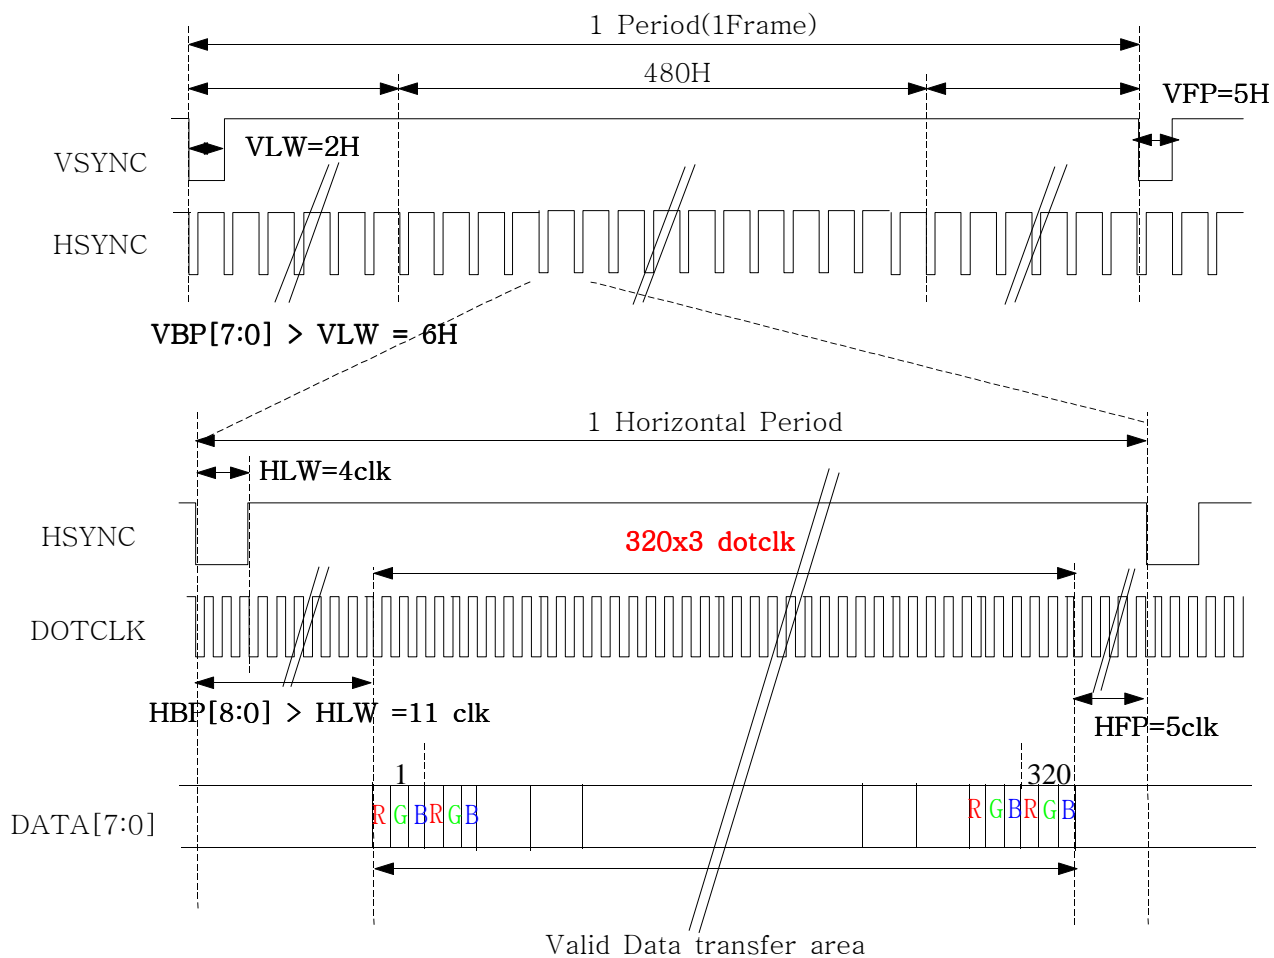 1 Period(1Frame)
480H
VFP=5H
VLW=2H
VSYNC
HSYNC
VBP[7:0] > VLW = 6H
1 Horizontal Period
HLW=4clk
HSYNC
320x3 dotclk
DOTCLK
HBP[8:0] > HLW =11 clk
HFP=5clk
1
320
R G B R G B
R G B R G B
DATA[7:0]
Valid Data transfer area